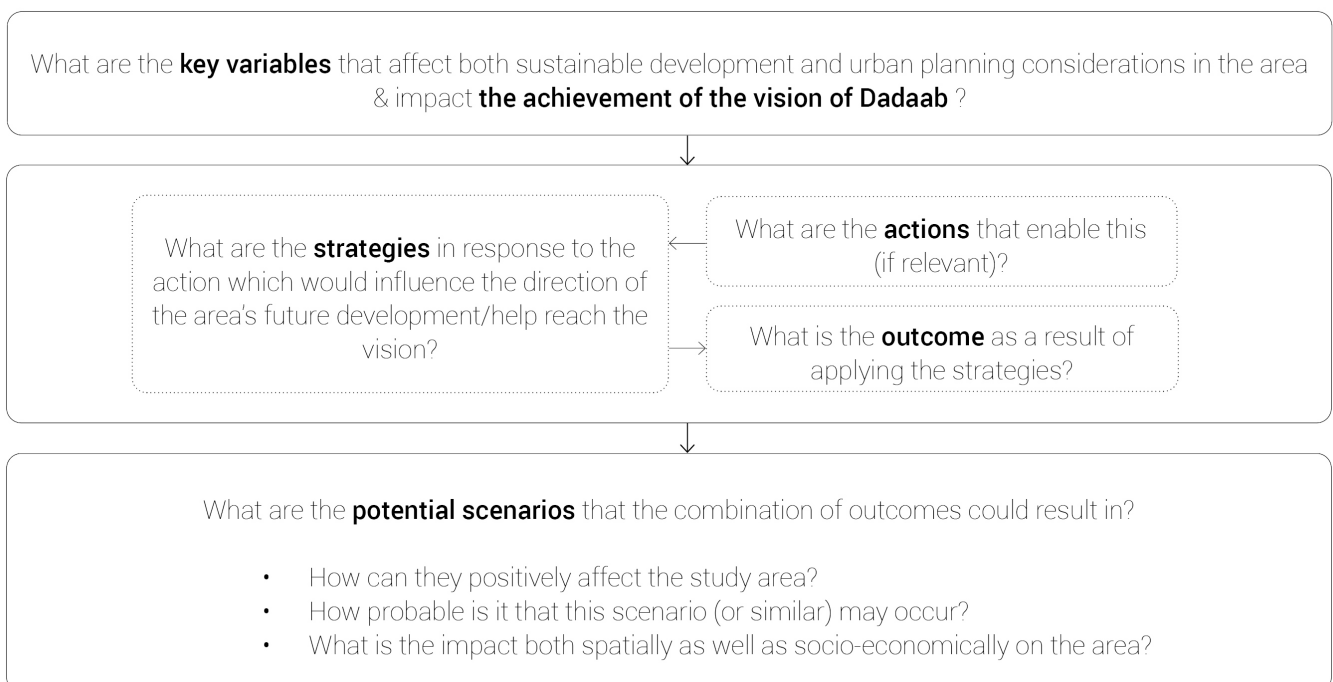 What are the key variables that affect both sustainable development and urban planning considerations in the area
& impact the achievement of the vision of Dadaab ?
What are the strategies in response to the
action which would influence the direction of
the area's future development/help reach the
vision?
What are the actions that enable this
(if relevant)?
What is the outcome as a result of
applying the strategies?
What are the potential scenarios that the combination of outcomes could result in?
• How can they positively affect the study area?
• How probable is it that this scenario (or similar) may occur?
• What is the impact both spatially as well as socio-economically on the area?